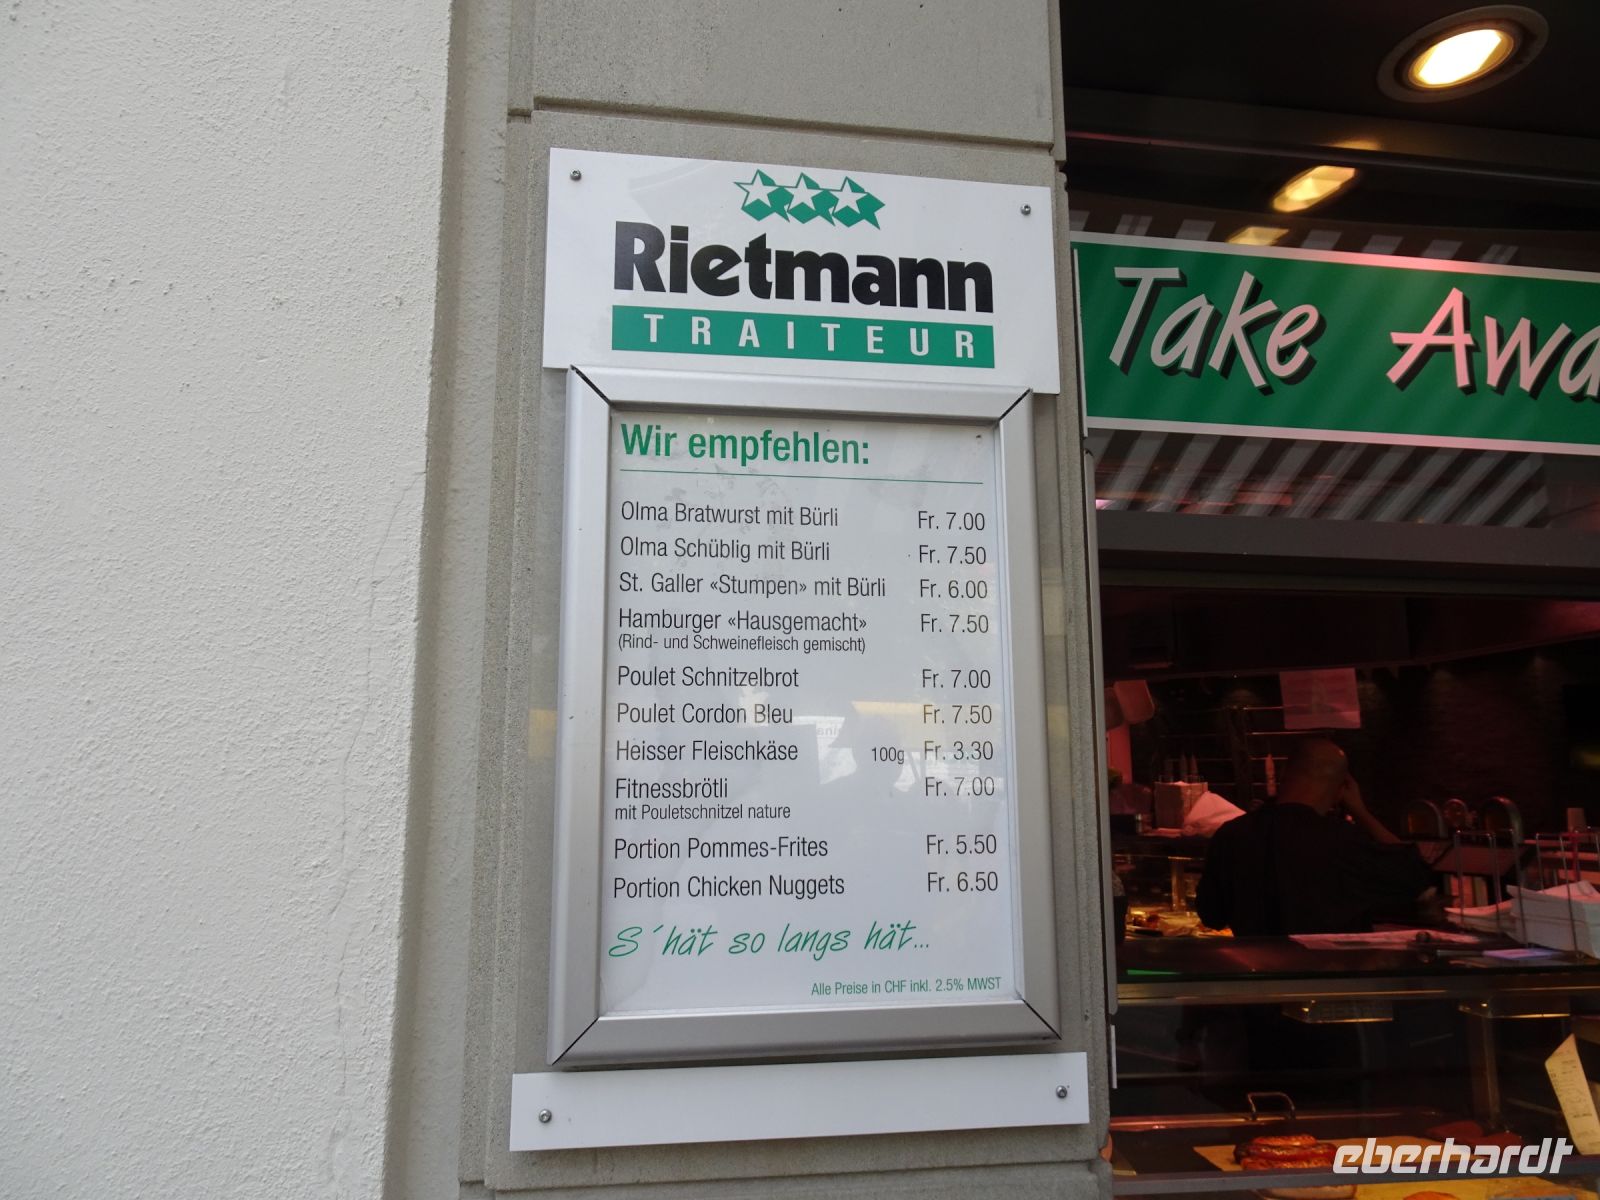 Rietmann
TRAITEUR
Take Awa
Wir empfehlen:
Olma Bratwurst mit Bürli Fr. 7.00
Olma Schüblig mit Bürli Fr. 7.50
St. Galler «Stumpen» mit Bürli Fr. 6.00
Hamburger «Hausgemacht» Fr. 7.50
(Rind- und Schweinefleisch gemischt)
Poulet Schnitzelbrot Fr. 7.00
Poulet Cordon Bleu Fr. 7.50
Heisser Fleischkäse 100g Fr. 3.30
Fitnessbrötli Fr. 7.00
mit Pouletschnitzel nature
Portion Pommes-Frites Fr. 5.50
Portion Chicken Nuggets Fr. 6.50
S´hät so langs hät...
Alle Preise in CHF inkl. 2.5% MWST
eberhardt